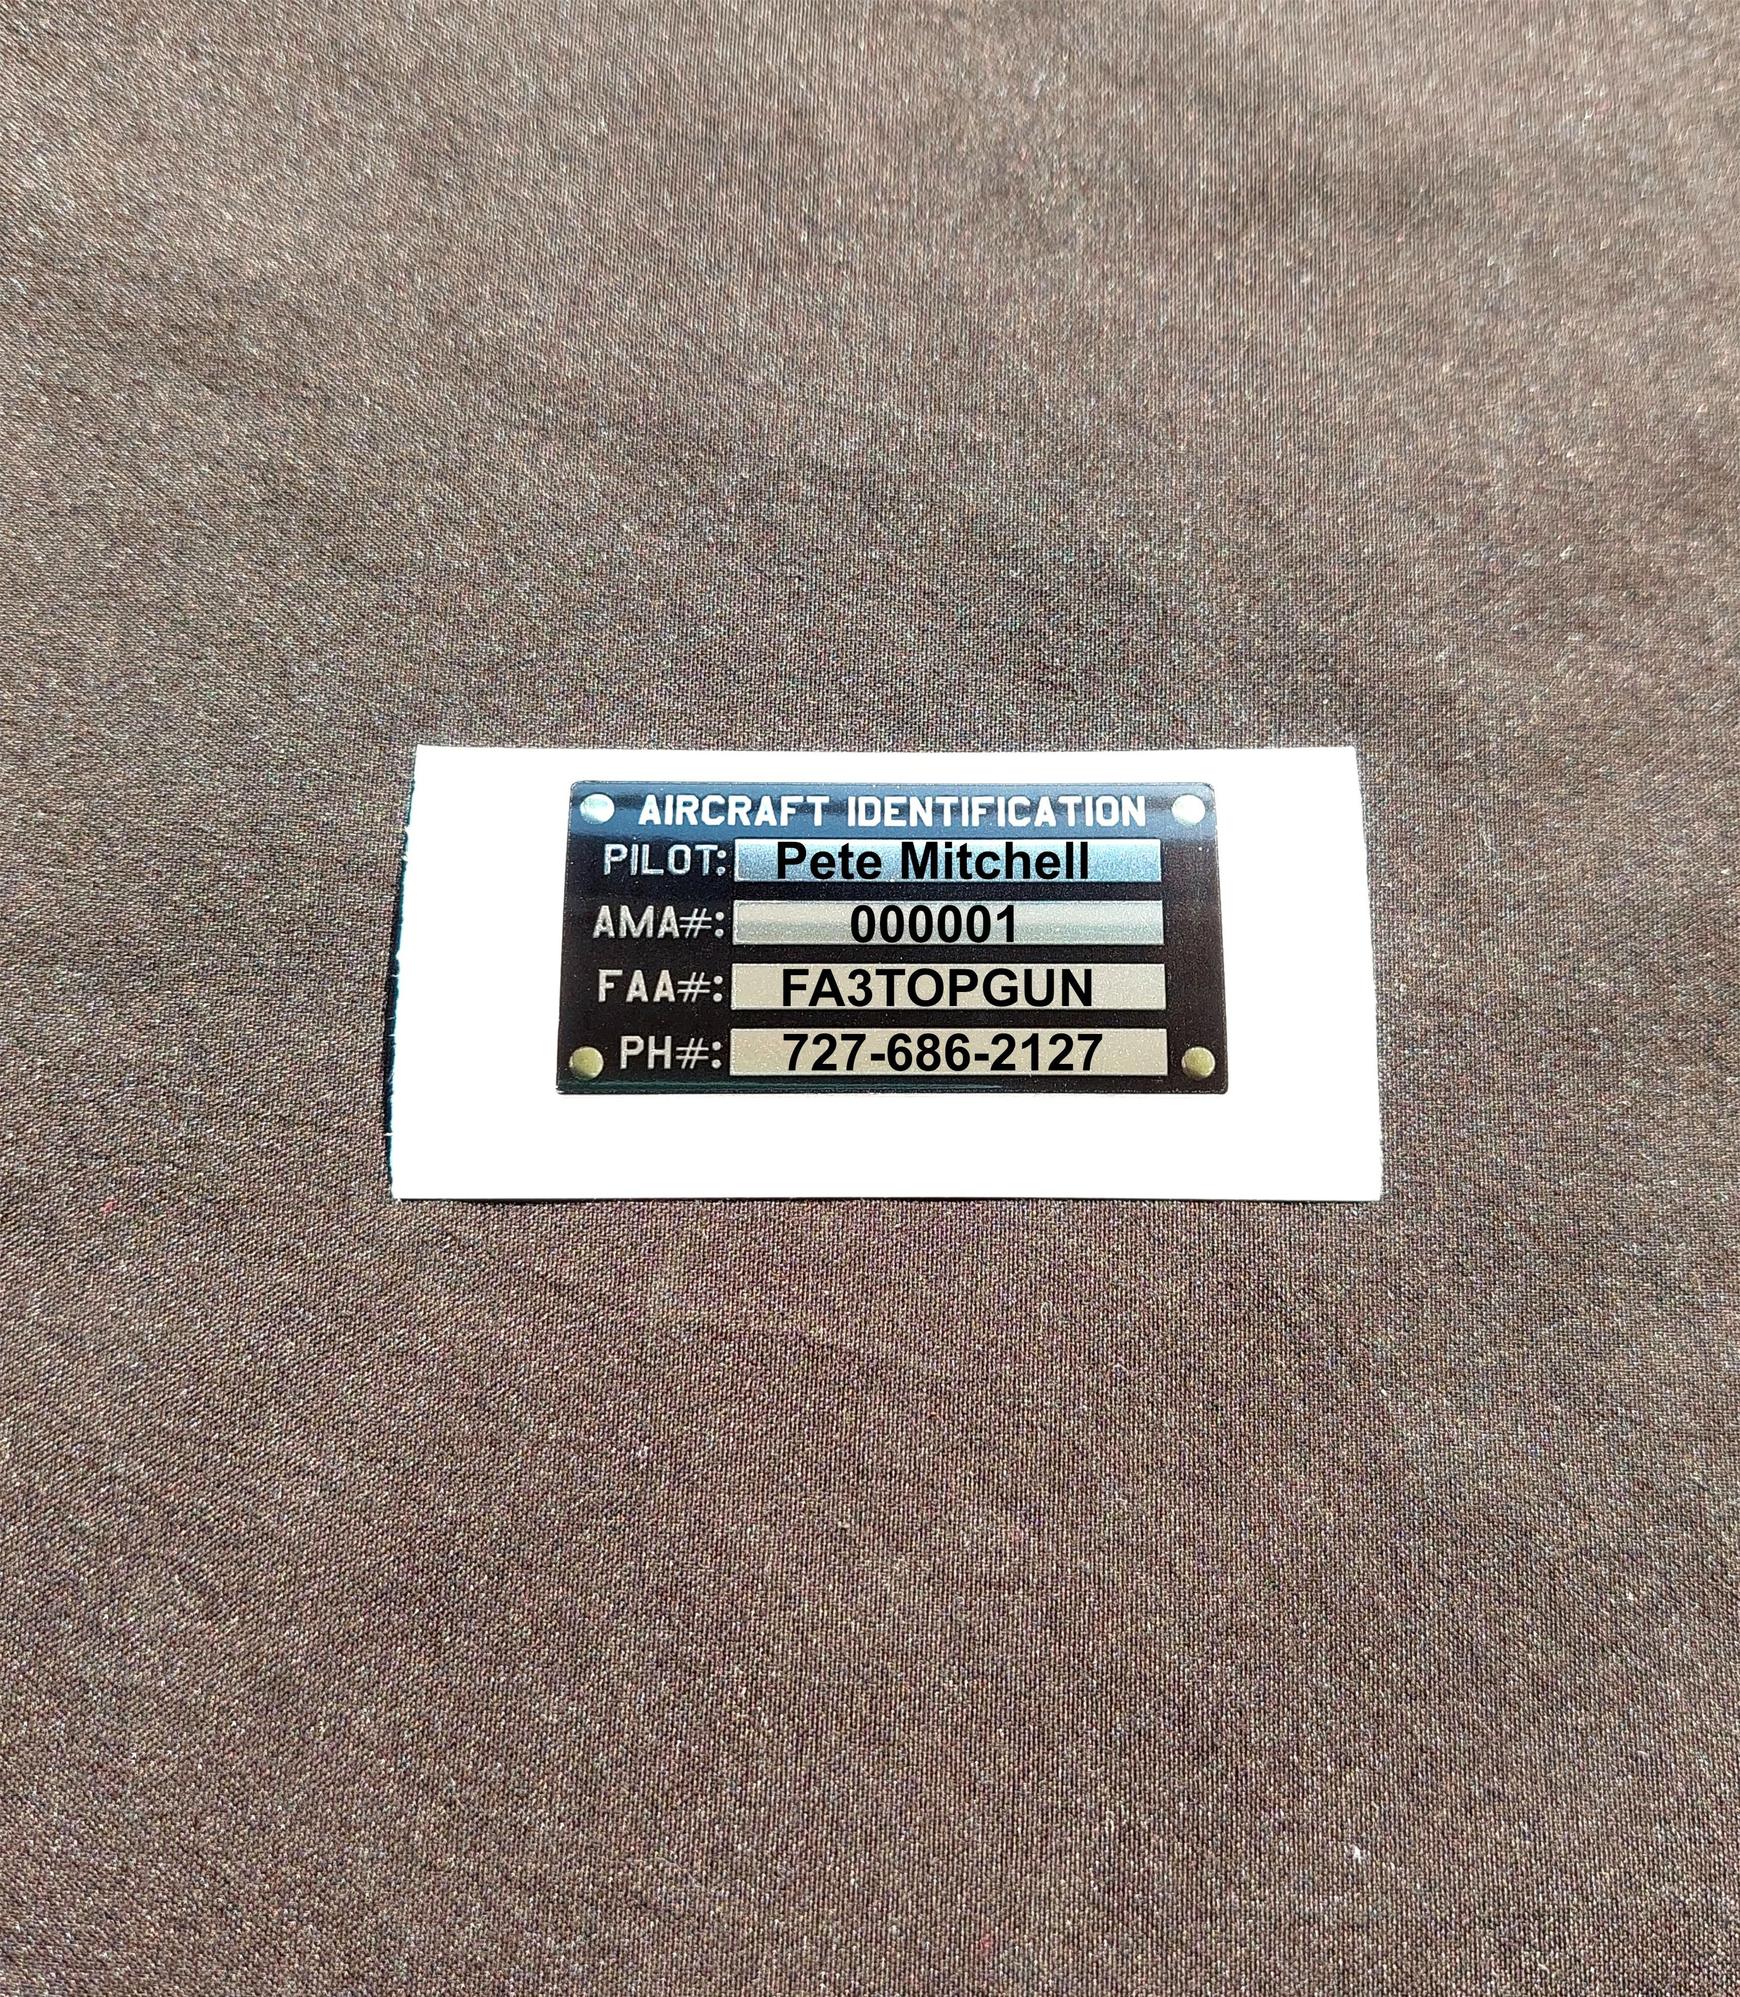 AIRCRAFT IDENTIFICATION
PILOT: Pete Mitchell
AMA#: 000001
FAA#: FA3TOPGUN
PH#: 727-686-2127